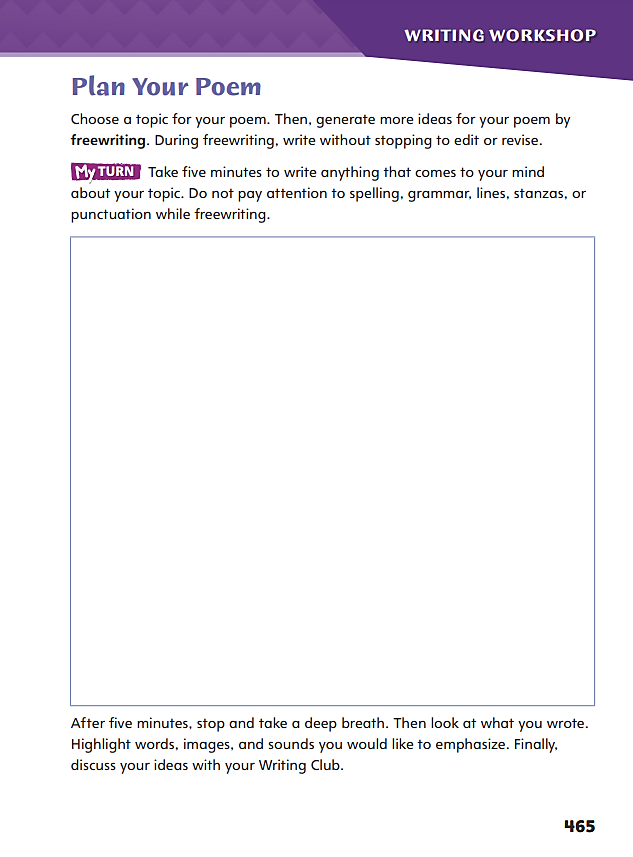 WRITING WORKSHOP
Plan Your Poem
Choose a topic for your poem. Then, generate more ideas for your poem by
freewriting. During freewriting, write without stopping to edit or revise.
My TURN Take five minutes to write anything that comes to your mind
about your topic. Do not pay attention to spelling, grammar, lines, stanzas, or
punctuation while freewriting.
After five minutes, stop and take a deep breath. Then look at what you wrote.
Highlight words, images, and sounds you would like to emphasize. Finally,
discuss your ideas with your Writing Club.
465